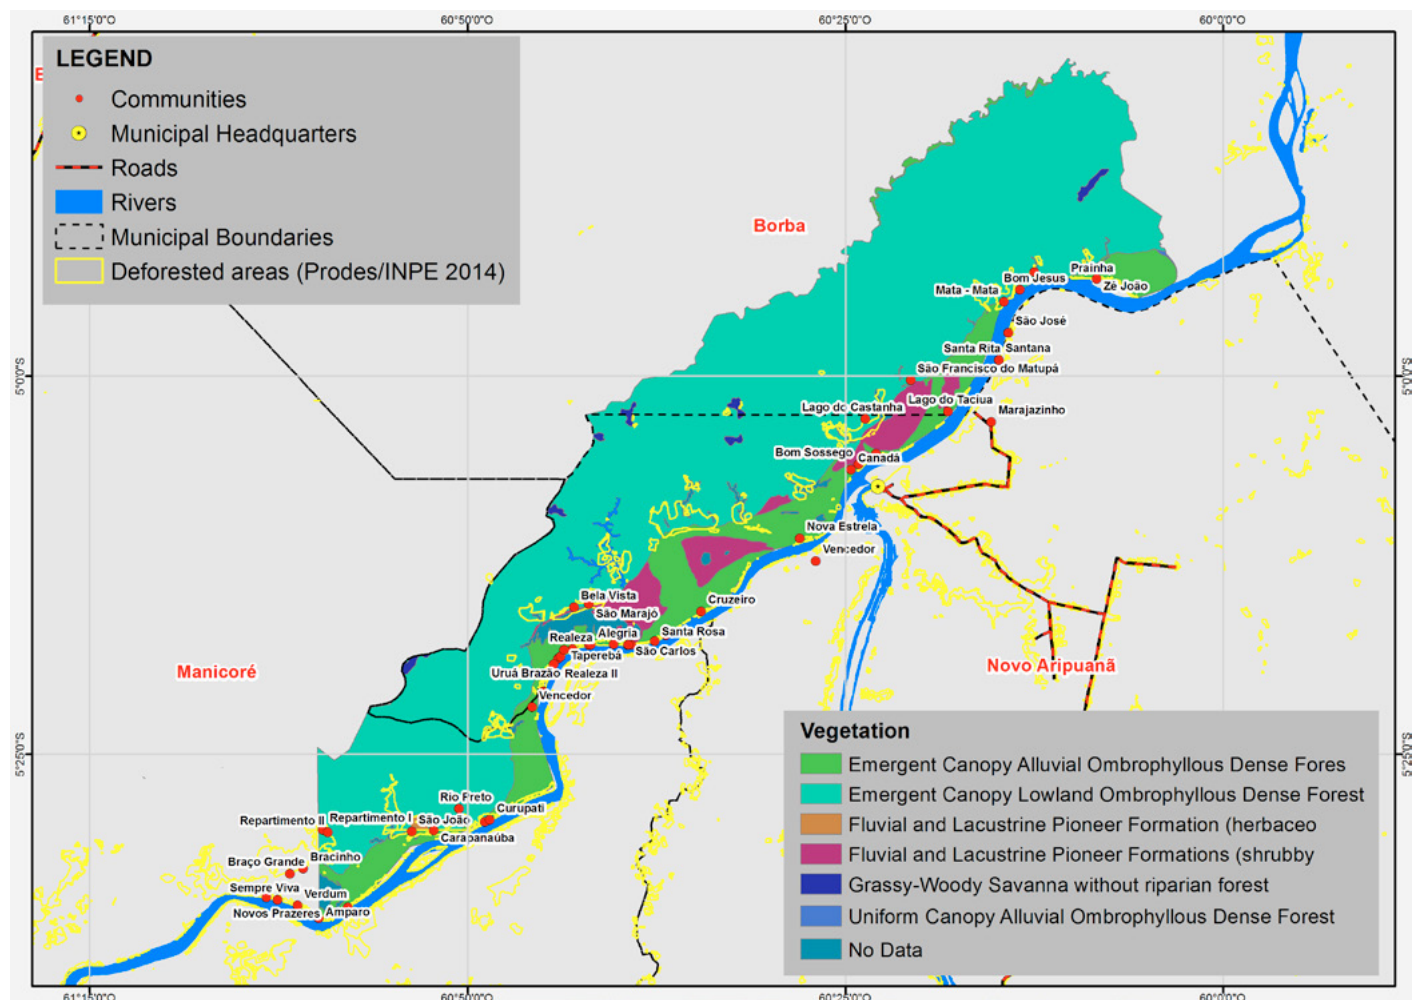 61°15'0"O
60°50'0"O
60°25'0"O
60°0'0"O
LEGEND
Communities
Municipal Headquarters
Roads
Rivers
Municipal Boundaries
Deforested areas (Prodes/INPE 2014)
Borba
Prainha
Bom Jesus
Zé João
Mata - Mata
São José
Santa Rita
Santana
São Francisco do Matupá
5°0'0"S
5°0'0"S
Lago do Castanha
Lago do Taciua
Marajazinho
Bom Sossego
Canadá
Nova Estrela
Vencedor
Bela Vista
Cruzeiro
São Marajó
Realeza
Alegria
Santa Rosa
Taperebá
São Carlos
Manicoré
Uruá
Brazão
Realeza II
Novo Aripuanã
Vencedor
5°25'0"S
5°25'0"S
Rio Preto
Curupati
Repartimento II
Repartimento I
São João
Carapanaúba
Braço Grande
Bracinho
Sempre Viva
Verdum
Novos Prazeres
Amparo
Vegetation
Emergent Canopy Alluvial Ombrophyllous Dense Fores
Emergent Canopy Lowland Ombrophyllous Dense Forest
Fluvial and Lacustrine Pioneer Formation (herbaceo
Fluvial and Lacustrine Pioneer Formations (shrubby
Grassy-Woody Savanna without riparian forest
Uniform Canopy Alluvial Ombrophyllous Dense Forest
No Data
61°15'0"O
60°50'0"O
60°25'0"O
60°0'0"O